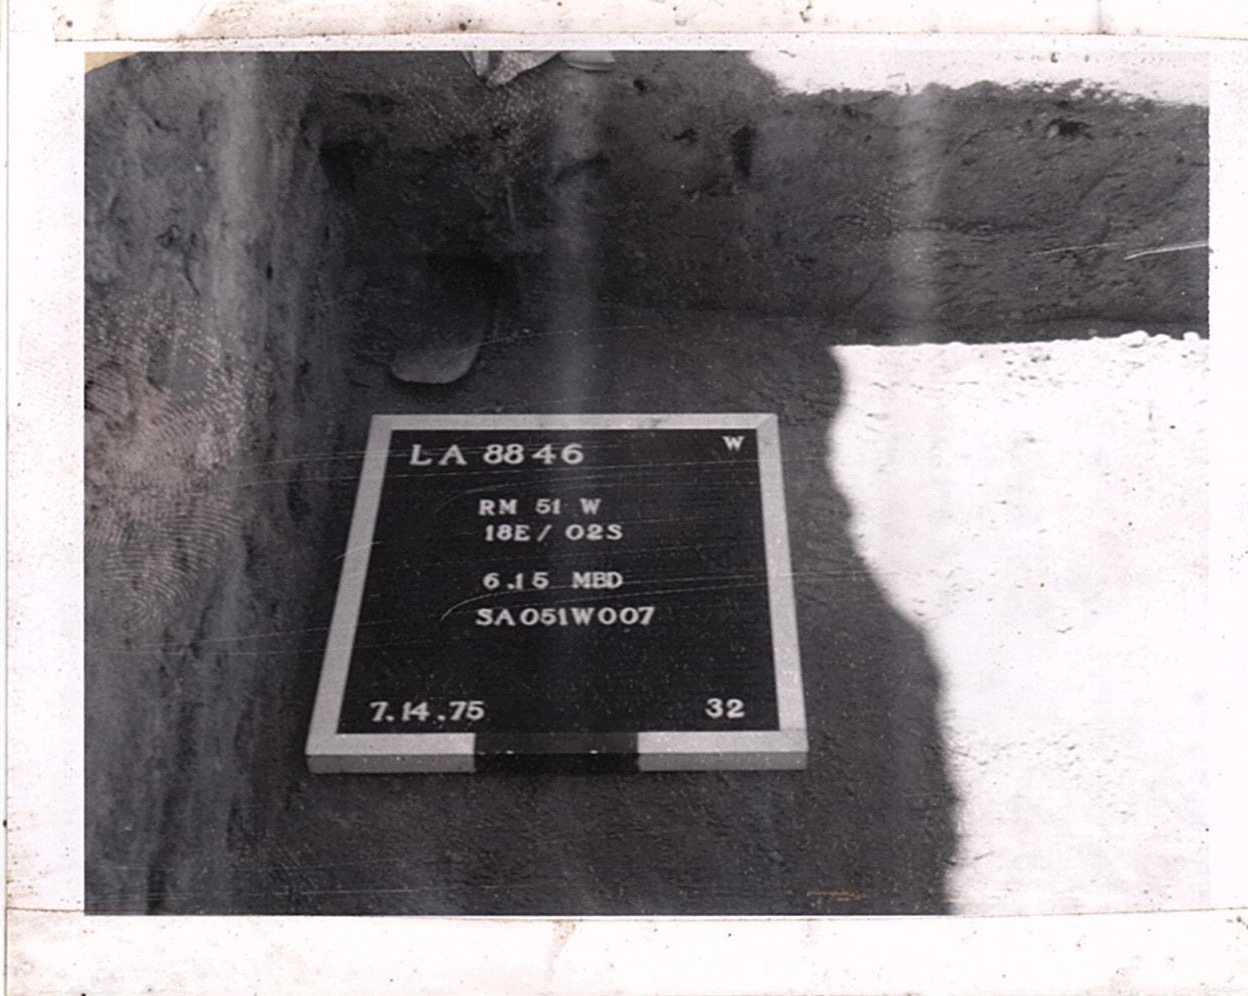 LA 8846 W
RM 51 W
18E / 02S
6.15 MBD
SA051W007
7.14.75 32